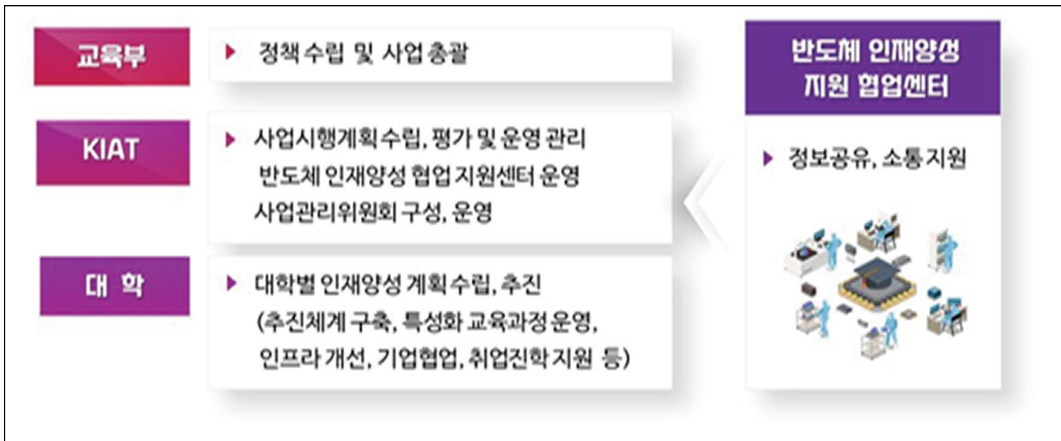 교육부
정책 수립 및 사업 총괄
KIAT
사업시행계획 수립, 평가 및 운영 관리
반도체 인재양성 협업 지원센터 운영
사업관리위원회 구성, 운영
대 학
대학별 인재양성 계획 수립, 추진
(추진체계 구축, 특성화 교육과정 운영,
인프라 개선, 기업협업, 취업진학 지원 등)
반도체 인재양성
지원 협업센터
정보공유, 소통 지원